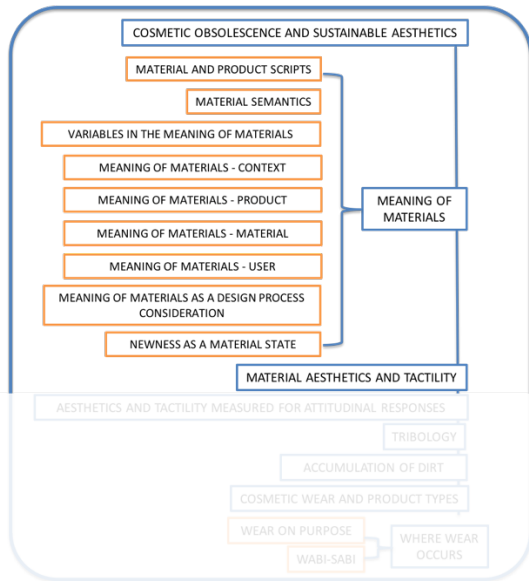 COSMETIC OBSOLESCENCE AND SUSTAINABLE AESTHETICS
MATERIAL AND PRODUCT SCRIPTS
MATERIAL SEMANTICS
VARIABLES IN THE MEANING OF MATERIALS
MEANING OF MATERIALS - CONTEXT
MEANING OF MATERIALS - PRODUCT
MEANING OF MATERIALS - MATERIAL
MEANING OF MATERIALS - USER
MEANING OF MATERIALS AS A DESIGN PROCESS
CONSIDERATION
NEWNESS AS A MATERIAL STATE
MEANING OF
MATERIALS
MATERIAL AESTHETICS AND TACTILITY
AESTHETICS AND TACTILITY MEASURED FOR ATTITUDINAL RESPONSES
TRIBOLOGY
ACCUMULATION OF DIRT
COSMETIC WEAR AND PRODUCT TYPES
WEAR ON PURPOSE
WABI-SABI
WHERE WEAR
OCCURS